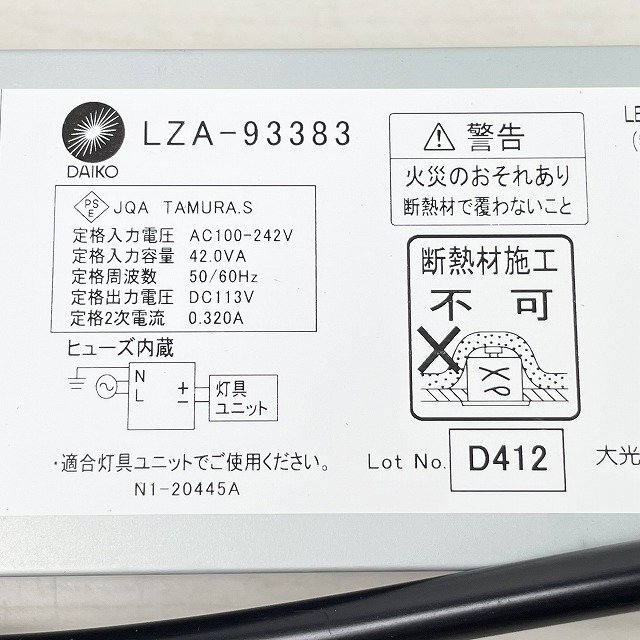 DAIKO
LZA-93383
PS
E
JQA TAMURA.S
定格入力電圧 AC100-242V
定格入力容量 42.0VA
定格周波数 50/60Hz
定格出力電圧 DC113V
定格2次電流 0.320A
ヒューズ内蔵
N
L
+
−
灯具
ユニット
・適合灯具ユニットでご使用ください。
N1-20445A
警告
火災のおそれあり
断熱材で覆わないこと
断熱材施工
不可
Lot No. D412
LE
(
大光